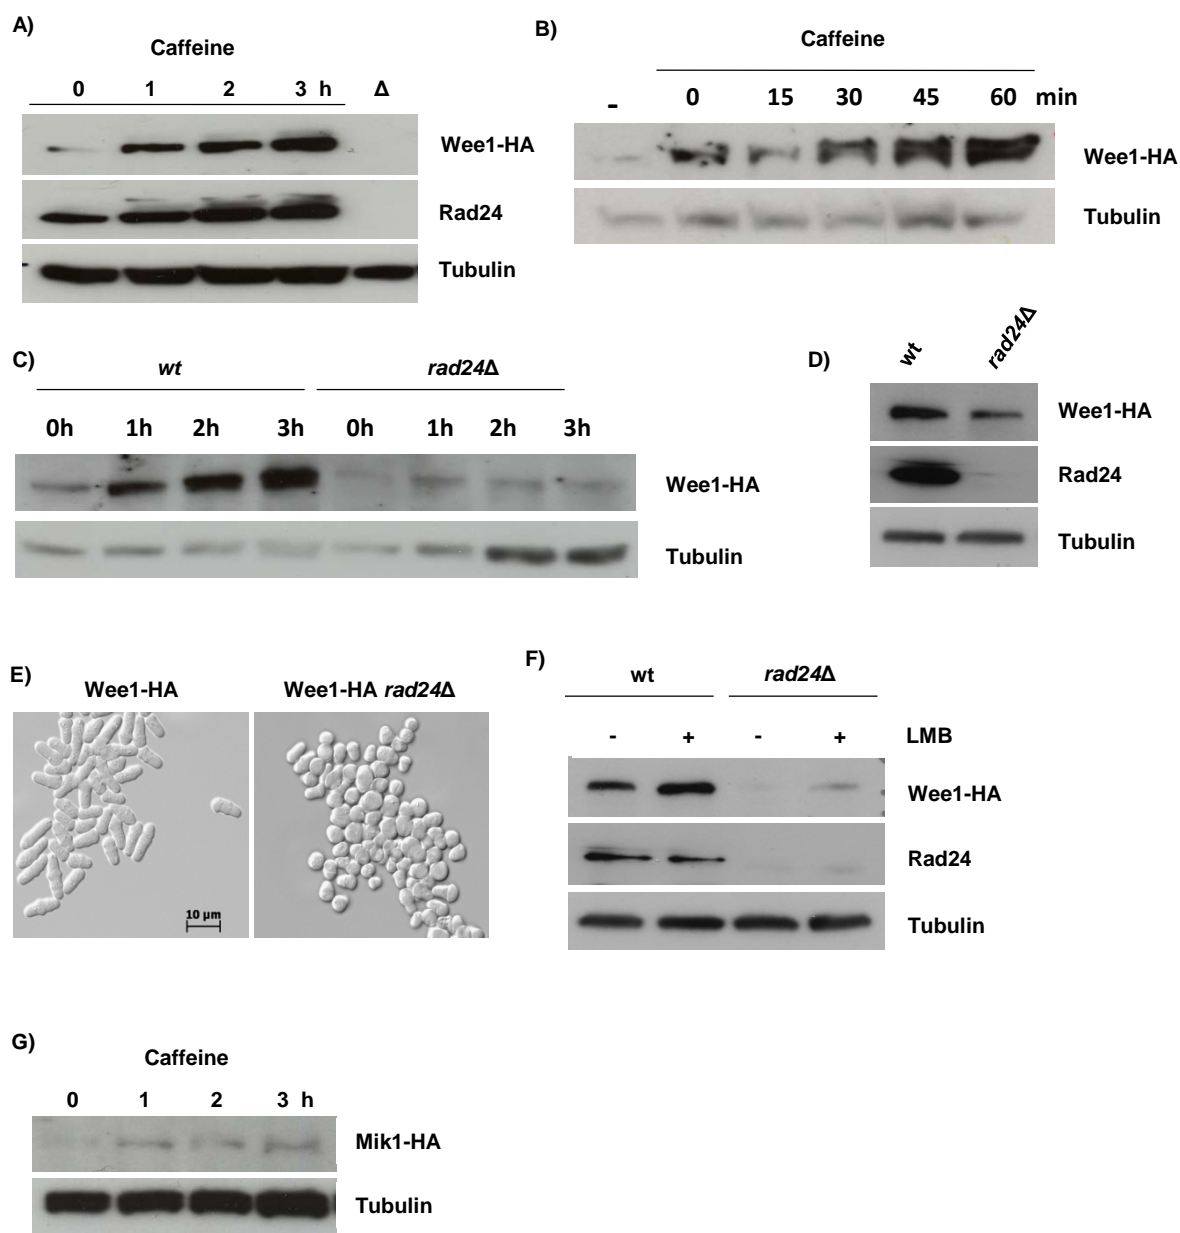 A)
Caffeine
0 1 2 3 h Δ
Wee1-HA
Rad24
Tubulin
B)
Caffeine
- 0 15 30 45 60 min
Wee1-HA
Tubulin
C)
wt rad24Δ
0h 1h 2h 3h 0h 1h 2h 3h
Wee1-HA
Tubulin
D)
wt rad24Δ
Wee1-HA
Rad24
Tubulin
E)
Wee1-HA Wee1-HA rad24Δ
10 μm
F)
wt rad24Δ
- + - + LMB
Wee1-HA
Rad24
Tubulin
G)
Caffeine
0 1 2 3 h
Mik1-HA
Tubulin